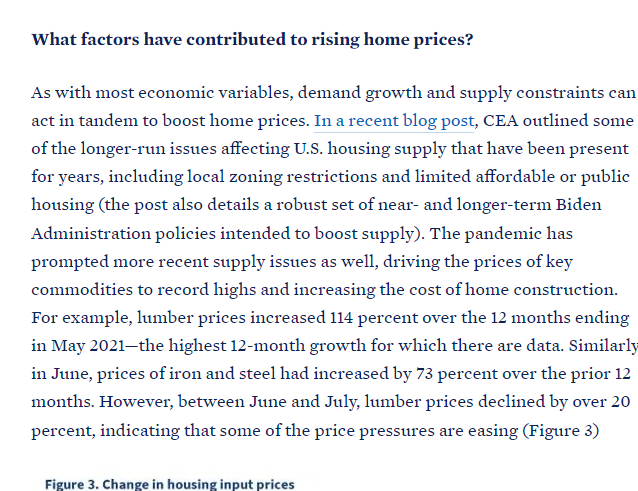 What factors have contributed to rising home prices?
As with most economic variables, demand growth and supply constraints can
act in tandem to boost home prices. In a recent blog post, CEA outlined some
of the longer-run issues affecting U.S. housing supply that have been present
for years, including local zoning restrictions and limited affordable or public
housing (the post also details a robust set of near- and longer-term Biden
Administration policies intended to boost supply). The pandemic has
prompted more recent supply issues as well, driving the prices of key
commodities to record highs and increasing the cost of home construction.
For example, lumber prices increased 114 percent over the 12 months ending
in May 2021—the highest 12-month growth for which there are data. Similarly
in June, prices of iron and steel had increased by 73 percent over the prior 12
months. However, between June and July, lumber prices declined by over 20
percent, indicating that some of the price pressures are easing (Figure 3)
Figure 3. Change in housing input prices